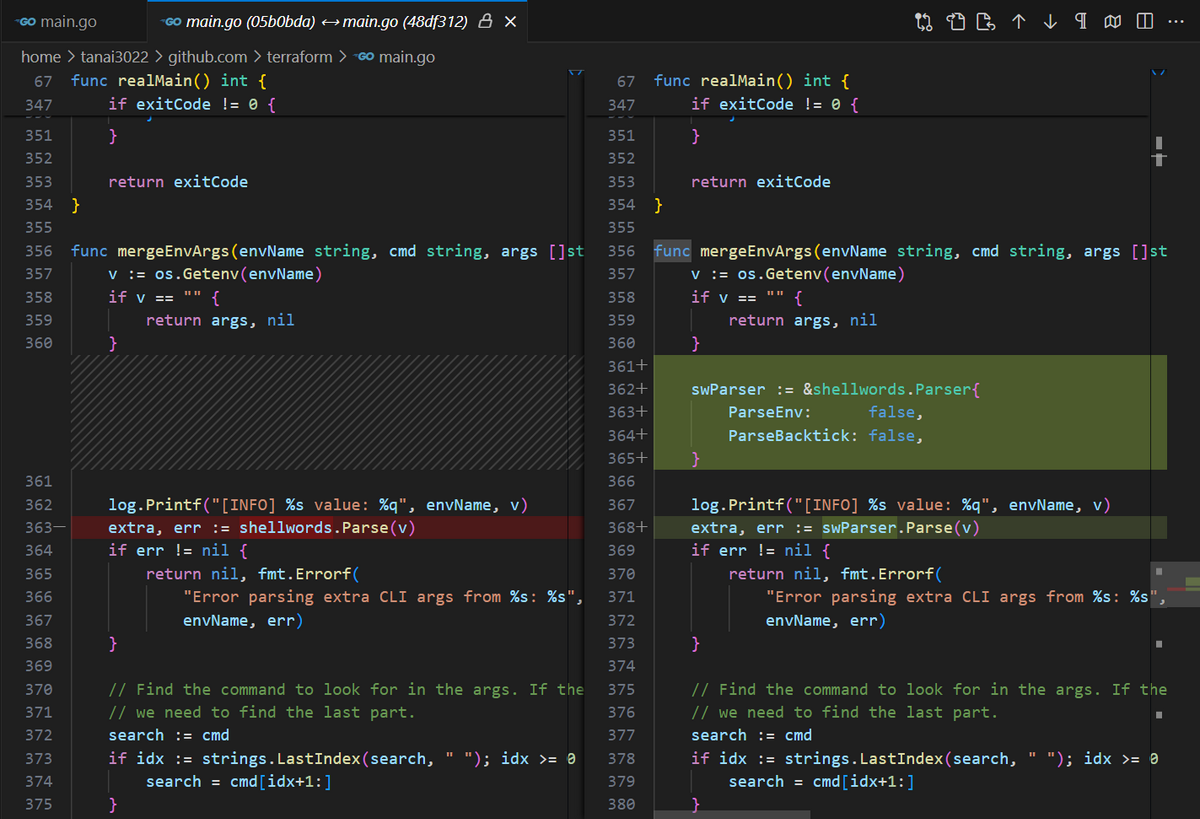 GO main.go
GO main.go (05b0bda) ↔ main.go (48df312)
home > tanai3022 > github.com > terraform > GO main.go
67 func realMain() int {
347 if exitCode != 0 {
351 }
352
353 return exitCode
354 }
355
356 func mergeEnvArgs(envName string, cmd string, args []st
357 v := os.Getenv(envName)
358 if v == "" {
359 return args, nil
360 }
361
362 log.Printf("[INFO] %s value: %q", envName, v)
363— extra, err := shellwords.Parse(v)
364 if err != nil {
365 return nil, fmt.Errorf(
366 "Error parsing extra CLI args from %s: %s",
367 envName, err)
368 }
369
370 // Find the command to look for in the args. If the
371 // we need to find the last part.
372 search := cmd
373 if idx := strings.LastIndex(search, " "); idx >= 0
374 search = cmd[idx+1:]
375 }
67 func realMain() int {
347 if exitCode != 0 {
351 }
352
353 return exitCode
354 }
355
356 func mergeEnvArgs(envName string, cmd string, args []st
357 v := os.Getenv(envName)
358 if v == "" {
359 return args, nil
360 }
361+
362+ swParser := &shellwords.Parser{
363+ ParseEnv: false,
364+ ParseBacktick: false,
365+ }
366
367 log.Printf("[INFO] %s value: %q", envName, v)
368+ extra, err := swParser.Parse(v)
369 if err != nil {
370 return nil, fmt.Errorf(
371 "Error parsing extra CLI args from %s: %s",
372 envName, err)
373 }
374
375 // Find the command to look for in the args. If the
376 // we need to find the last part.
377 search := cmd
378 if idx := strings.LastIndex(search, " "); idx >= 0
379 search = cmd[idx+1:]
380 }